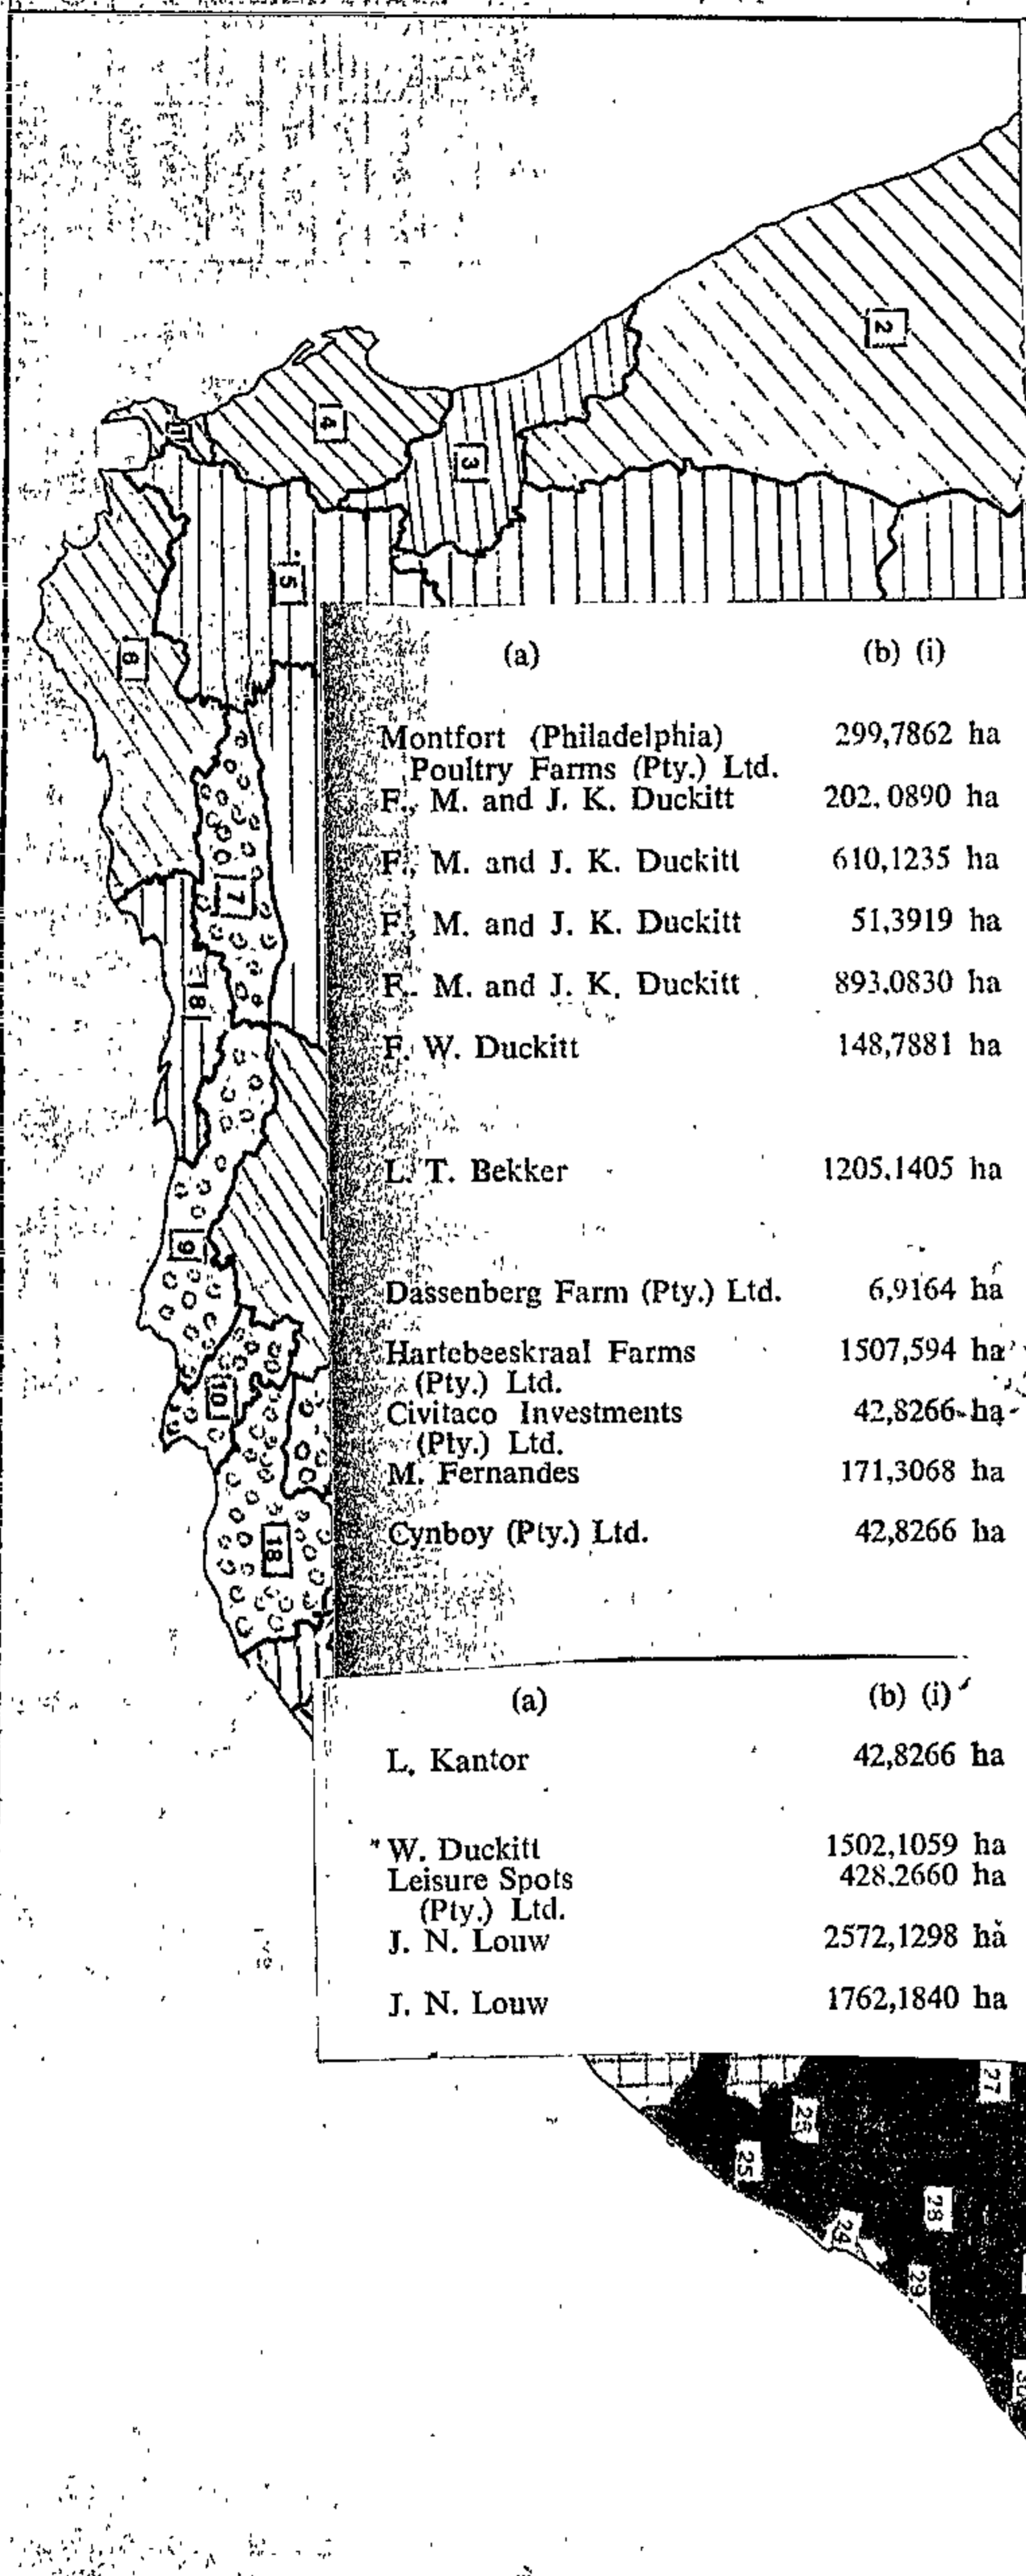 2
4
1
3
5
6
(a) (b) (i)
Montfort (Philadelphia) 299,7862 ha
Poultry Farms (Pty.) Ltd.
F. M. and J. K. Duckitt 202,0890 ha
F. M. and J. K. Duckitt 610,1235 ha
7
F. M. and J. K. Duckitt 51,3919 ha
8
F. M. and J. K. Duckitt 893,0830 ha
F. W. Duckitt 148,7881 ha
L. T. Bekker 1205,1405 ha
9
Dassenberg Farm (Pty.) Ltd. 6,9164 ha
Hartebeeskraal Farms 1507,594 ha
(Pty.) Ltd.
10
Civitaco Investments 42,8266 ha
(Pty.) Ltd.
M. Fernandes 171,3068 ha
18
Cynboy (Pty.) Ltd. 42,8266 ha
(a) (b) (i)
L. Kantor 42,8266 ha
W. Duckitt 1502,1059 ha
Leisure Spots 428,2660 ha
(Pty.) Ltd.
J. N. Louw 2572,1298 ha
J. N. Louw 1762,1840 ha
27
26
25
28
24
29
30